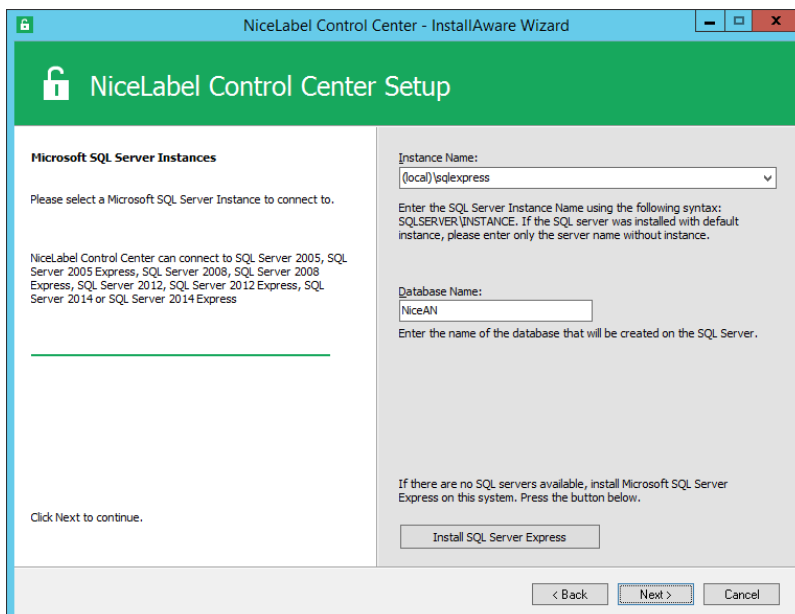 NiceLabel Control Center - InstallAware Wizard
NiceLabel Control Center Setup
Microsoft SQL Server Instances
Please select a Microsoft SQL Server Instance to connect to.
NiceLabel Control Center can connect to SQL Server 2005, SQL
Server 2005 Express, SQL Server 2008, SQL Server 2008
Express, SQL Server 2012, SQL Server 2012 Express, SQL
Server 2014 or SQL Server 2014 Express
Click Next to continue.
Instance Name:
(local)\sqlexpress
Enter the SQL Server Instance Name using the following syntax:
SQLSERVER\INSTANCE. If the SQL server was installed with default
instance, please enter only the server name without instance.
Database Name:
NiceAN
Enter the name of the database that will be created on the SQL Server.
If there are no SQL servers available, install Microsoft SQL Server
Express on this system. Press the button below.
Install SQL Server Express
< Back
Next >
Cancel